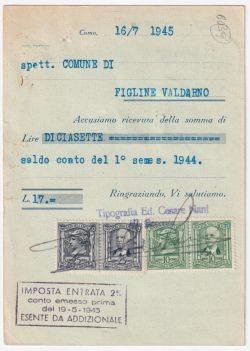 Como, 16/7 1945
spett. COMUNE DI
FIGLINE VALDARNO
Accusiamo ricevuta della somma di
Lire DICIASETTE
saldo conto del 1° semes. 1944.
L. 17.= Ringraziando, Vi salutiamo.
Tipografia Ed. Cesare Nani
IMPOSTA ENTRATA 2%
conto emesso prima
del 19-5-1945
ESENTE DA ADDIZIONALE